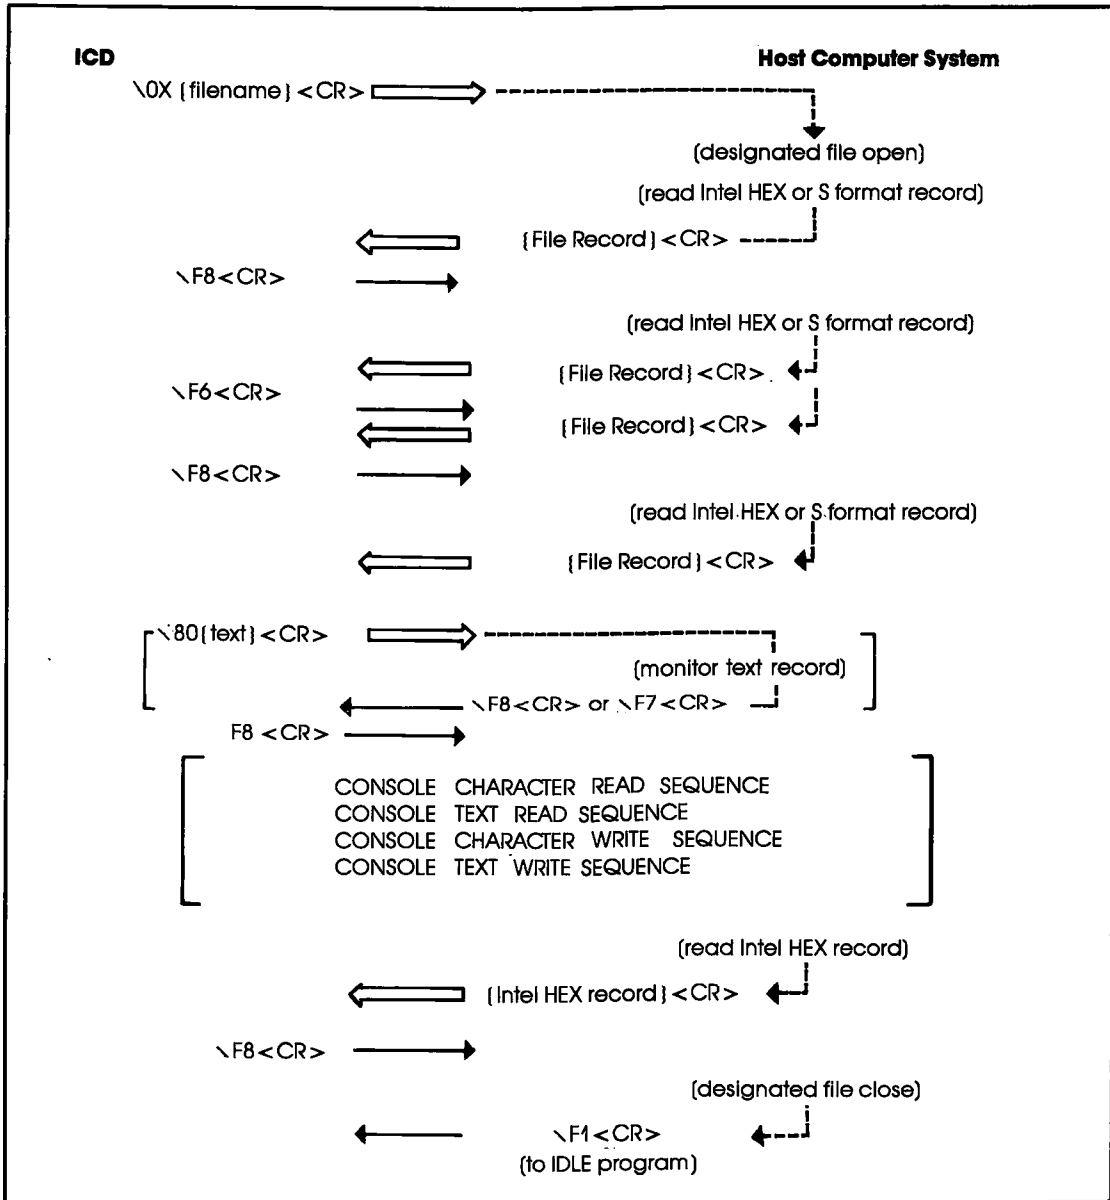 ICD Host Computer System
\0X {filename} <CR>
(designated file open)
(read Intel HEX or S format record)
{File Record} <CR>
\F8<CR>
(read Intel HEX or S format record)
{File Record} <CR>
\F6<CR>
{File Record} <CR>
\F8<CR>
(read Intel HEX or S format record)
{File Record} <CR>
\80{text} <CR>
(monitor text record)
\F8<CR> or \F7<CR>
F8 <CR>
CONSOLE CHARACTER READ SEQUENCE
CONSOLE TEXT READ SEQUENCE
CONSOLE CHARACTER WRITE SEQUENCE
CONSOLE TEXT WRITE SEQUENCE
(read Intel HEX record)
{Intel HEX record} <CR>
\F8<CR>
(designated file close)
\F1<CR>
(to IDLE program)